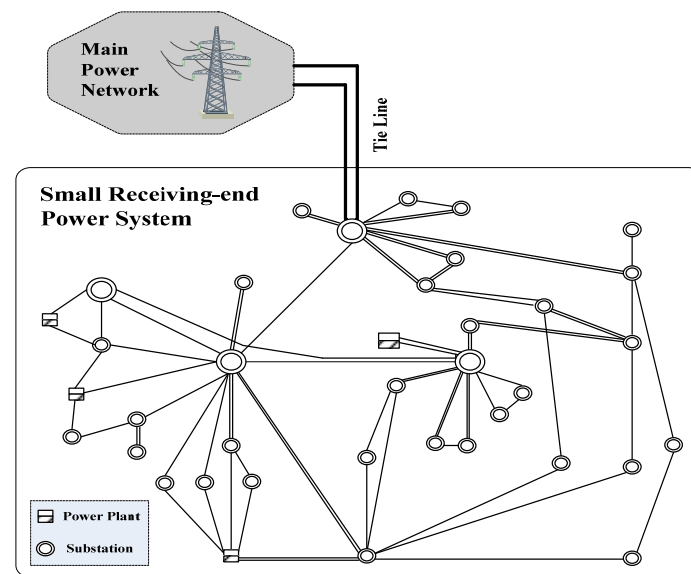 Main
Power
Network
Tie Line
Small Receiving-end
Power System
Power Plant
Substation